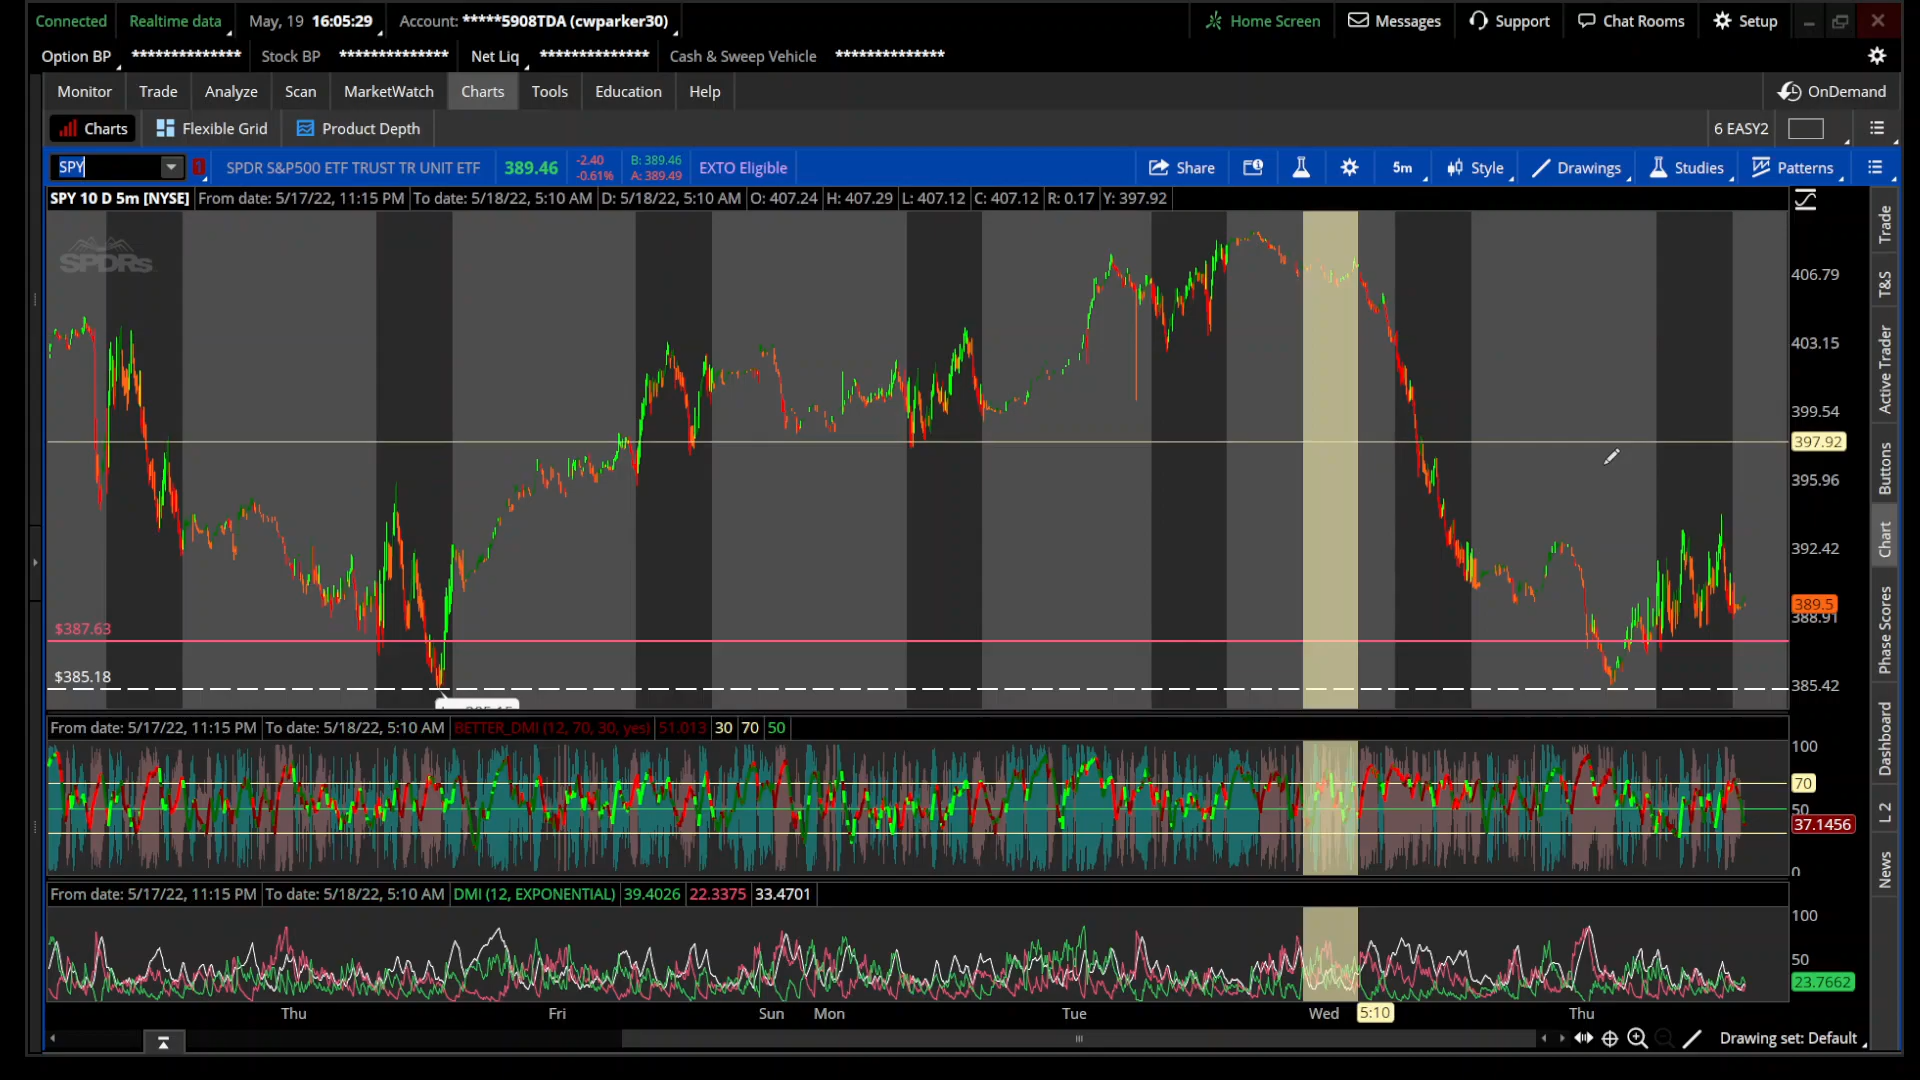 Connected Realtime data May, 19 16:05:29 Account: *****5908TDA (cwparker30) Home Screen Messages Support Chat Rooms Setup
Option BP ************** Stock BP ************** Net Liq ************** Cash & Sweep Vehicle **************
Monitor Trade Analyze Scan MarketWatch Charts Tools Education Help OnDemand
Charts Flexible Grid Product Depth 6 EASY2
SPY 1 SPDR S&P500 ETF TRUST TR UNIT ETF 389.46 -2.40 -0.61% B: 389.46 A: 389.49 EXTO Eligible Share 5m Style Drawings Studies Patterns
SPY 10 D 5m [NYSE] From date: 5/17/22, 11:15 PM To date: 5/18/22, 5:10 AM D: 5/18/22, 5:10 AM O: 407.24 H: 407.29 L: 407.12 C: 407.12 R: 0.17 Y: 397.92
SPDRs
406.79
403.15
399.54
397.92
395.96
392.42
389.5
388.91
$387.63
$385.18
385.42
From date: 5/17/22, 11:15 PM To date: 5/18/22, 5:10 AM BETTER_DMI (12, 70, 30, yes) 51.013 30 70 50
100
70
50
37.1456
0
From date: 5/17/22, 11:15 PM To date: 5/18/22, 5:10 AM DMI (12, EXPONENTIAL) 39.4026 22.3375 33.4701
100
50
23.7662
Thu Fri Sun Mon Tue Wed 5:10 Thu
Drawing set: Default
Trade
T&S
Active Trader
Buttons
Chart
Phase Scores
Dashboard
L 2
News